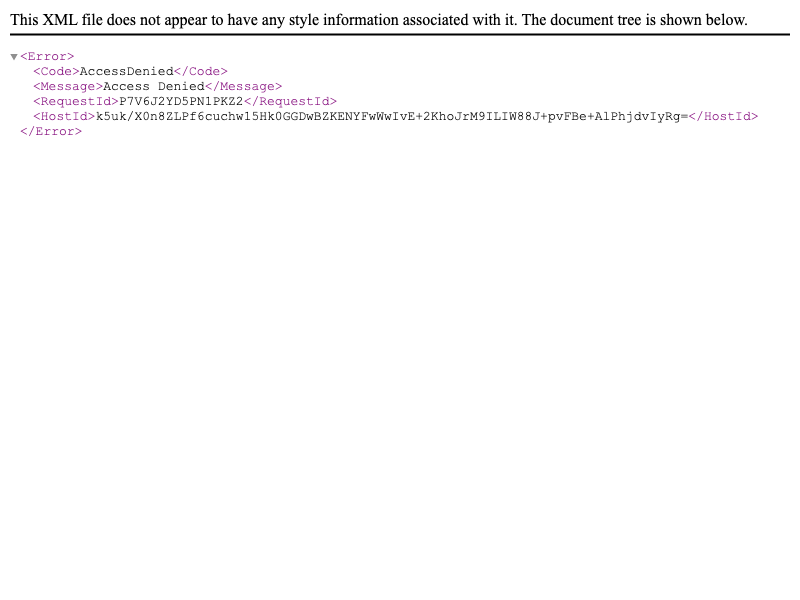 This XML file does not appear to have any style information associated with it. The document tree is shown below.
<Error>
<Code>AccessDenied</Code>
<Message>Access Denied</Message>
<RequestId>P7V6J2YD5PN1PKZ2</RequestId>
<HostId>k5uk/X0n8ZLPf6cuchw15Hk0GGDwBZKENYFwWwIvE+2KhoJrM9ILIW88J+pvFBe+AlPhjdvIyRg=</HostId>
</Error>